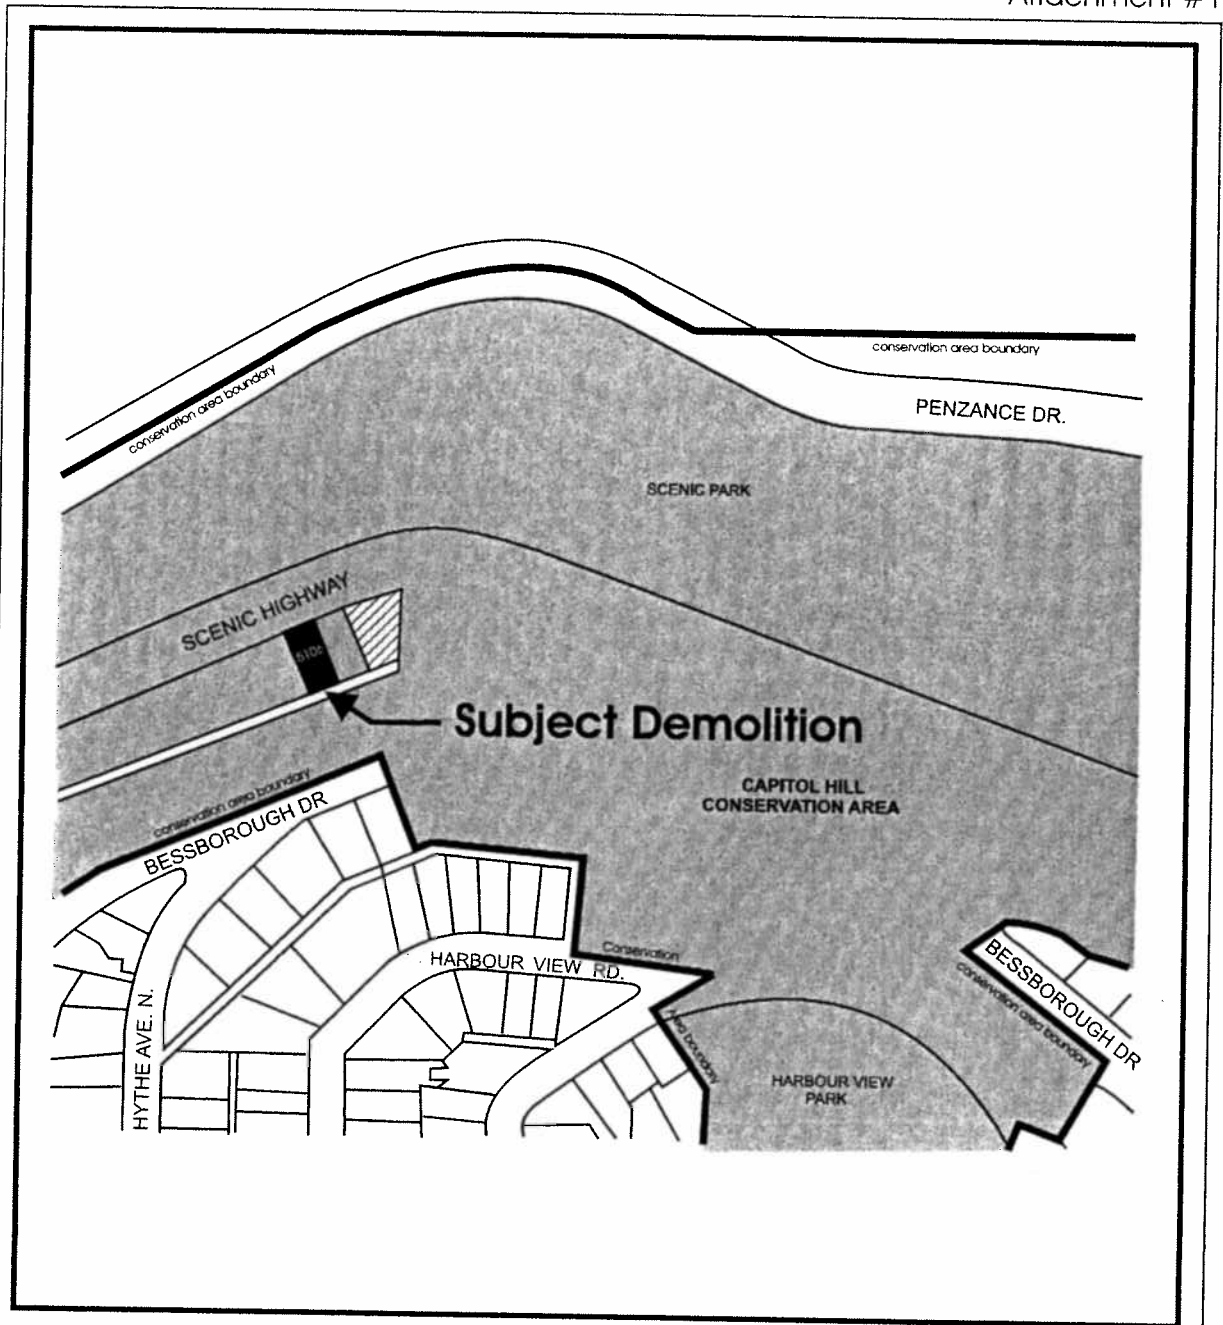 Attachment #1
conservation area boundary
conservation area boundary
PENZANCE DR.
SCENIC PARK
SCENIC HIGHWAY
Subject Demolition
CAPITOL HILL
CONSERVATION AREA
conservation area boundary
BESSBOROUGH DR
Conservation
HARBOUR VIEW RD.
BESSBOROUGH DR
conservation area boundary
area boundary
HARBOUR VIEW
PARK
HYTHE AVE. N.